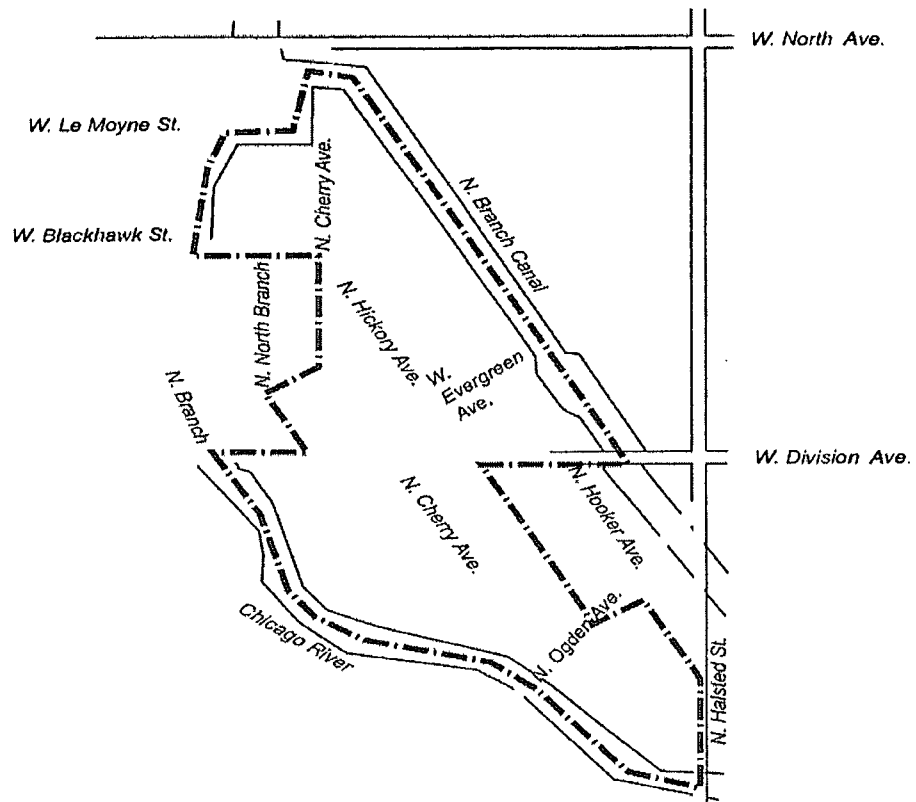 W. North Ave.
W. Le Moyne St.
N. Cherry Ave.
N. Branch Canal
W. Blackhawk St.
N. North Branch
N. Hickory Ave.
W.
Evergreen
Ave.
N. Branch
W. Division Ave.
N. Hooker Ave.
N. Cherry Ave.
N. Ogden Ave.
Chicago River
N. Halsted St.